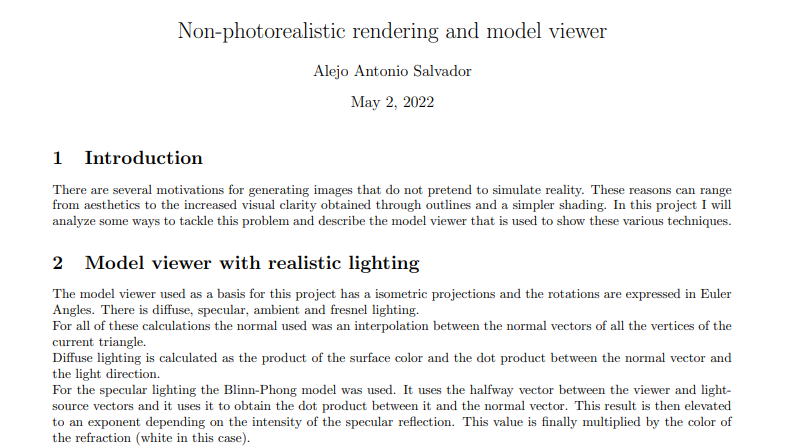 Non-photorealistic rendering and model viewer
Alejo Antonio Salvador
May 2, 2022
1 Introduction
There are several motivations for generating images that do not pretend to simulate reality. These reasons can range
from aesthetics to the increased visual clarity obtained through outlines and a simpler shading. In this project I will
analyze some ways to tackle this problem and describe the model viewer that is used to show these various techniques.
2 Model viewer with realistic lighting
The model viewer used as a basis for this project has a isometric projections and the rotations are expressed in Euler
Angles. There is diffuse, specular, ambient and fresnel lighting.
For all of these calculations the normal used was an interpolation between the normal vectors of all the vertices of the
current triangle.
Diffuse lighting is calculated as the product of the surface color and the dot product between the normal vector and
the light direction.
For the specular lighting the Blinn-Phong model was used. It uses the halfway vector between the viewer and light-
source vectors and it uses it to obtain the dot product between it and the normal vector. This result is then elevated
to an exponent depending on the intensity of the specular reflection. This value is finally multiplied by the color of
the refraction (white in this case).